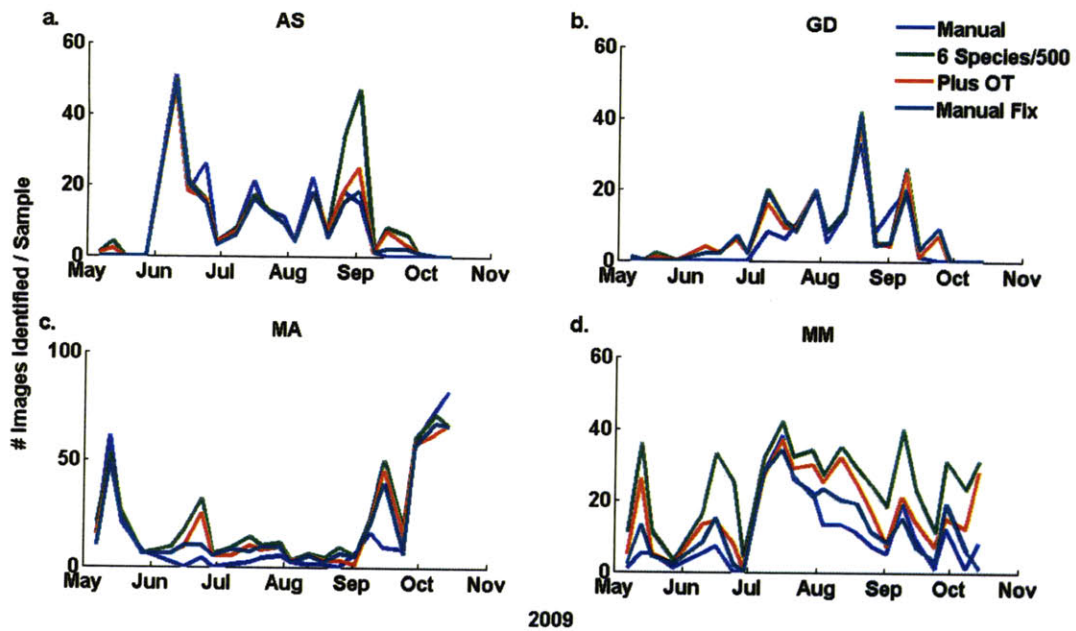 a.
AS
60
40
20
0
May Jun Jul Aug Sep Oct Nov
b.
GD
60
40
20
0
May Jun Jul Aug Sep Oct Nov
Manual
6 Species/500
Plus OT
Manual Fix
# Images Identified / Sample
c.
MA
100
50
0
May Jun Jul Aug Sep Oct Nov
d.
MM
60
40
20
0
May Jun Jul Aug Sep Oct Nov
2009